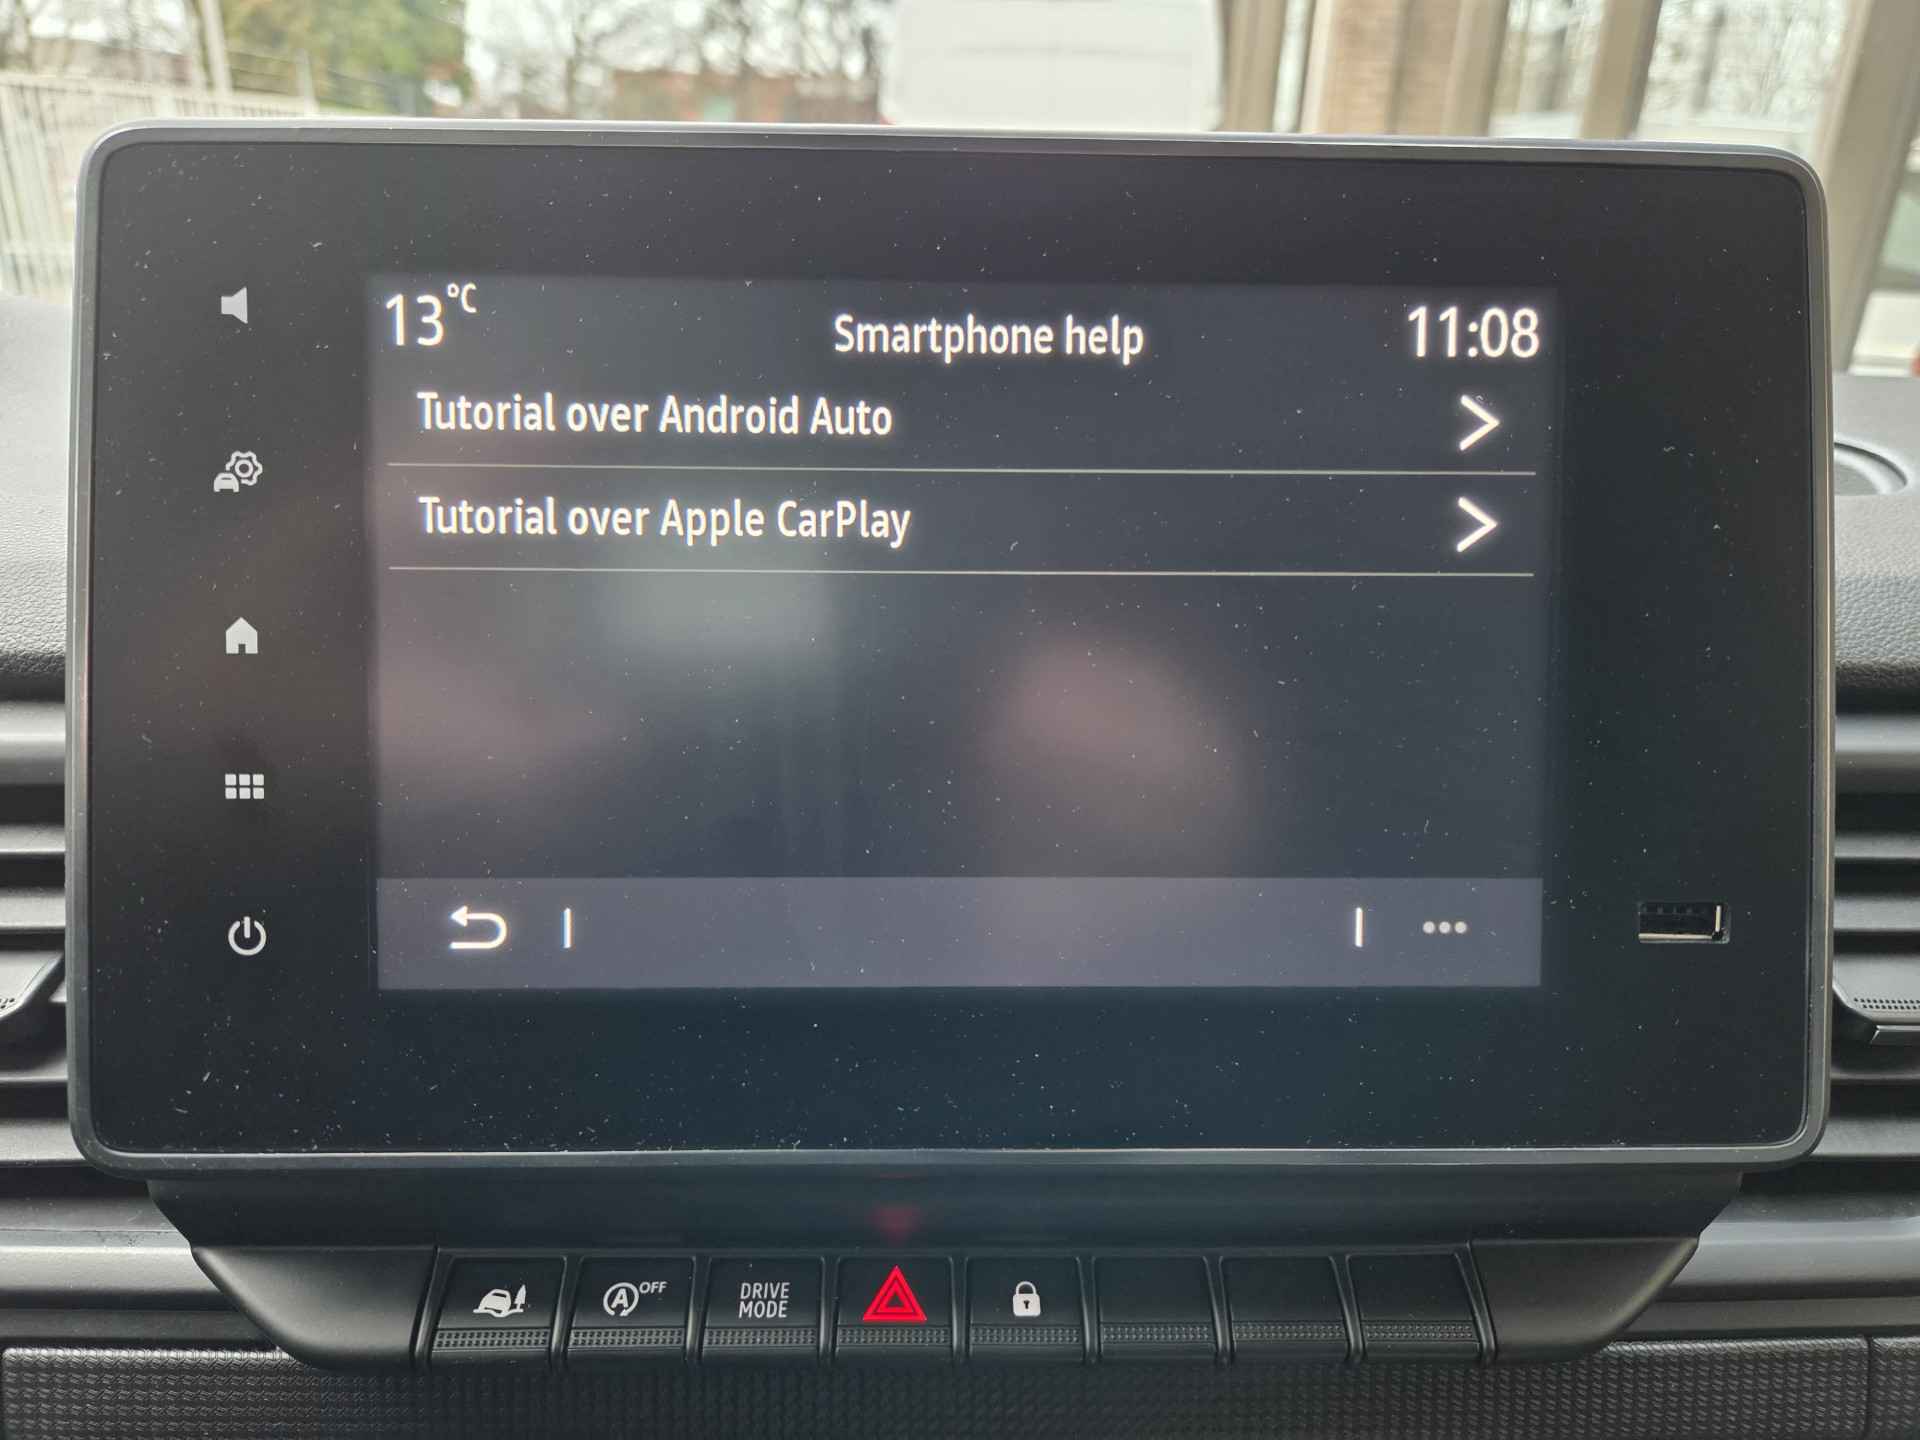 13°C
Smartphone help
11:08
Tutorial over Android Auto
Tutorial over Apple CarPlay
A OFF
DRIVE
MODE